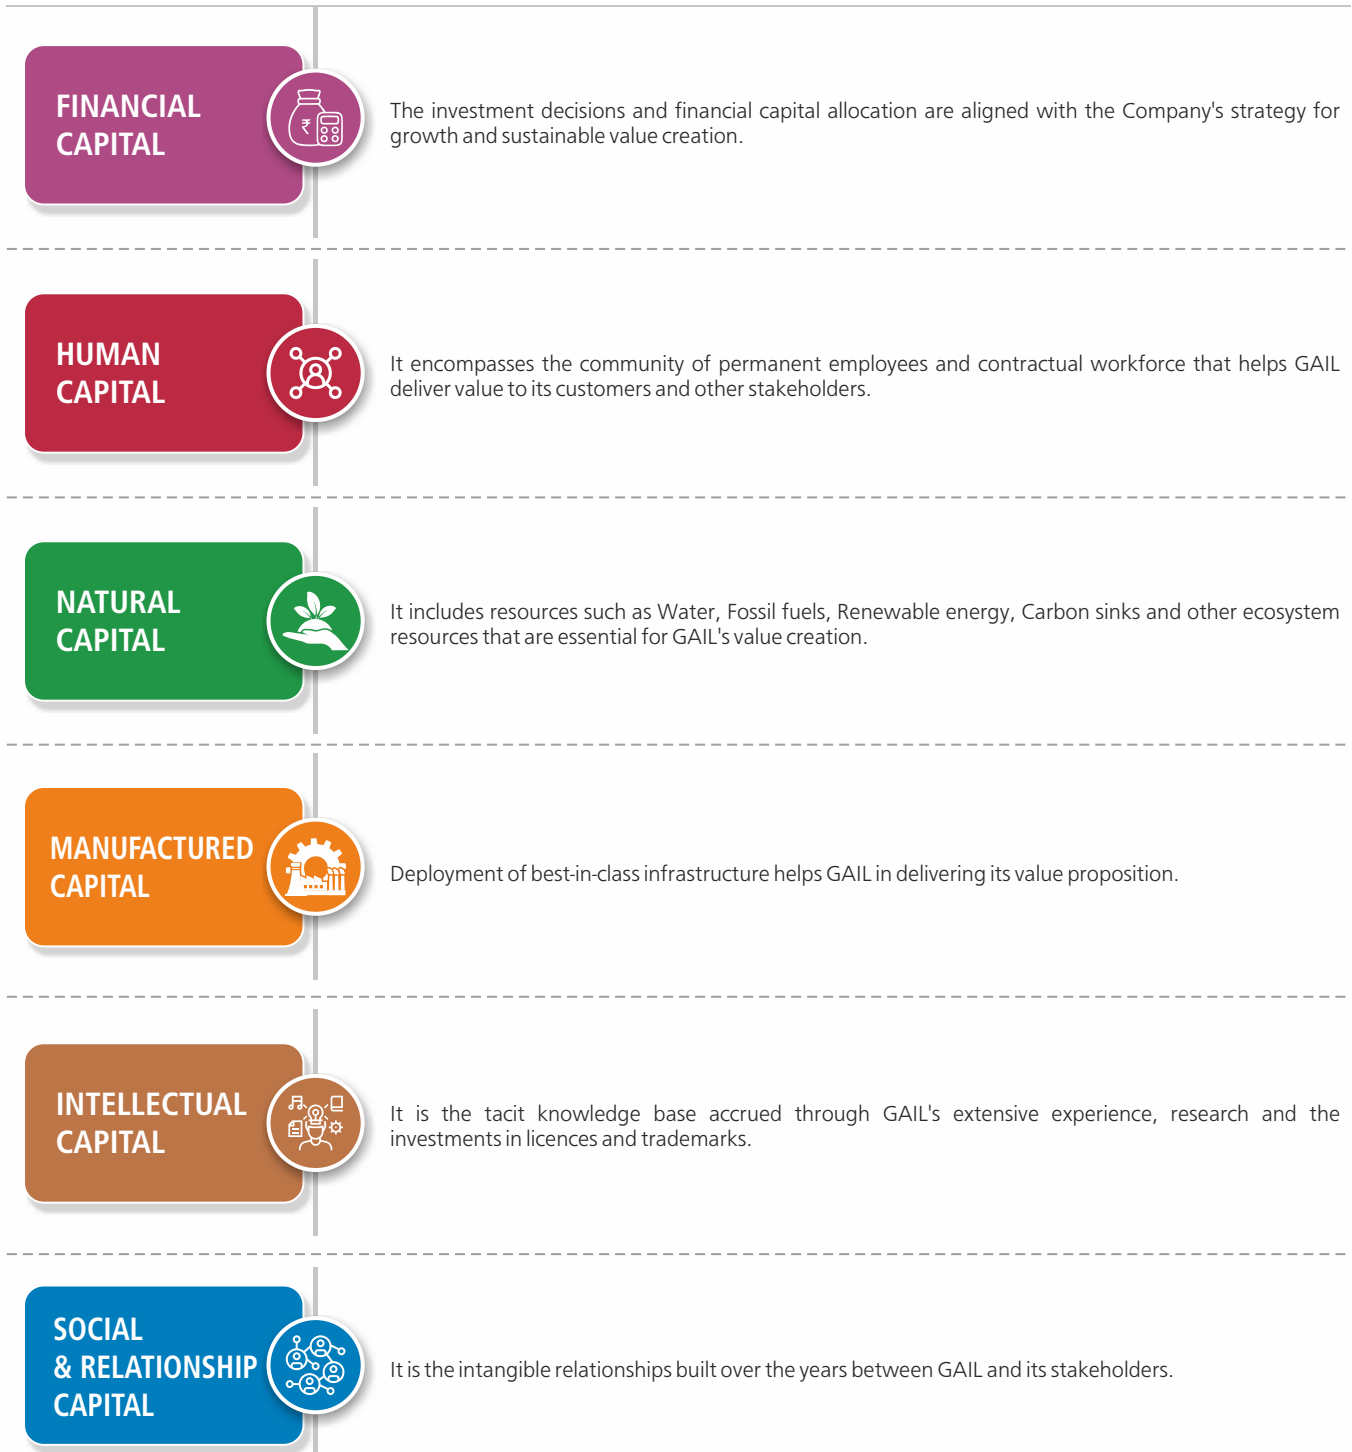 FINANCIAL
CAPITAL
₹
The investment decisions and financial capital allocation are aligned with the Company's strategy for
growth and sustainable value creation.
HUMAN
CAPITAL
It encompasses the community of permanent employees and contractual workforce that helps GAIL
deliver value to its customers and other stakeholders.
NATURAL
CAPITAL
It includes resources such as Water, Fossil fuels, Renewable energy, Carbon sinks and other ecosystem
resources that are essential for GAIL's value creation.
MANUFACTURED
CAPITAL
Deployment of best-in-class infrastructure helps GAIL in delivering its value proposition.
INTELLECTUAL
CAPITAL
It is the tacit knowledge base accrued through GAIL's extensive experience, research and the
investments in licences and trademarks.
SOCIAL
& RELATIONSHIP
CAPITAL
It is the intangible relationships built over the years between GAIL and its stakeholders.